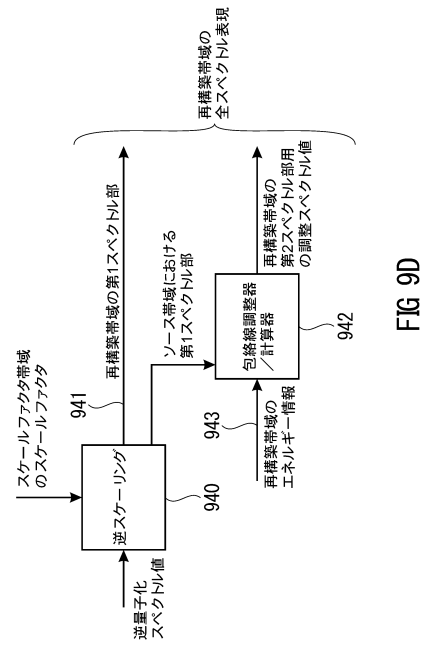 スケールファクタ帯域
のスケールファクタ
逆量子化
スペクトル値
逆スケーリング
940
941
再構築帯域の第1スペクトル部
ソース帯域における
第1スペクトル部
再構築帯域の
エネルギー情報
943
包絡線調整器
／計算器
942
再構築帯域の
第2スペクトル部用
の調整スペクトル値
再構築帯域の
全スペクトル表現
FIG 9D